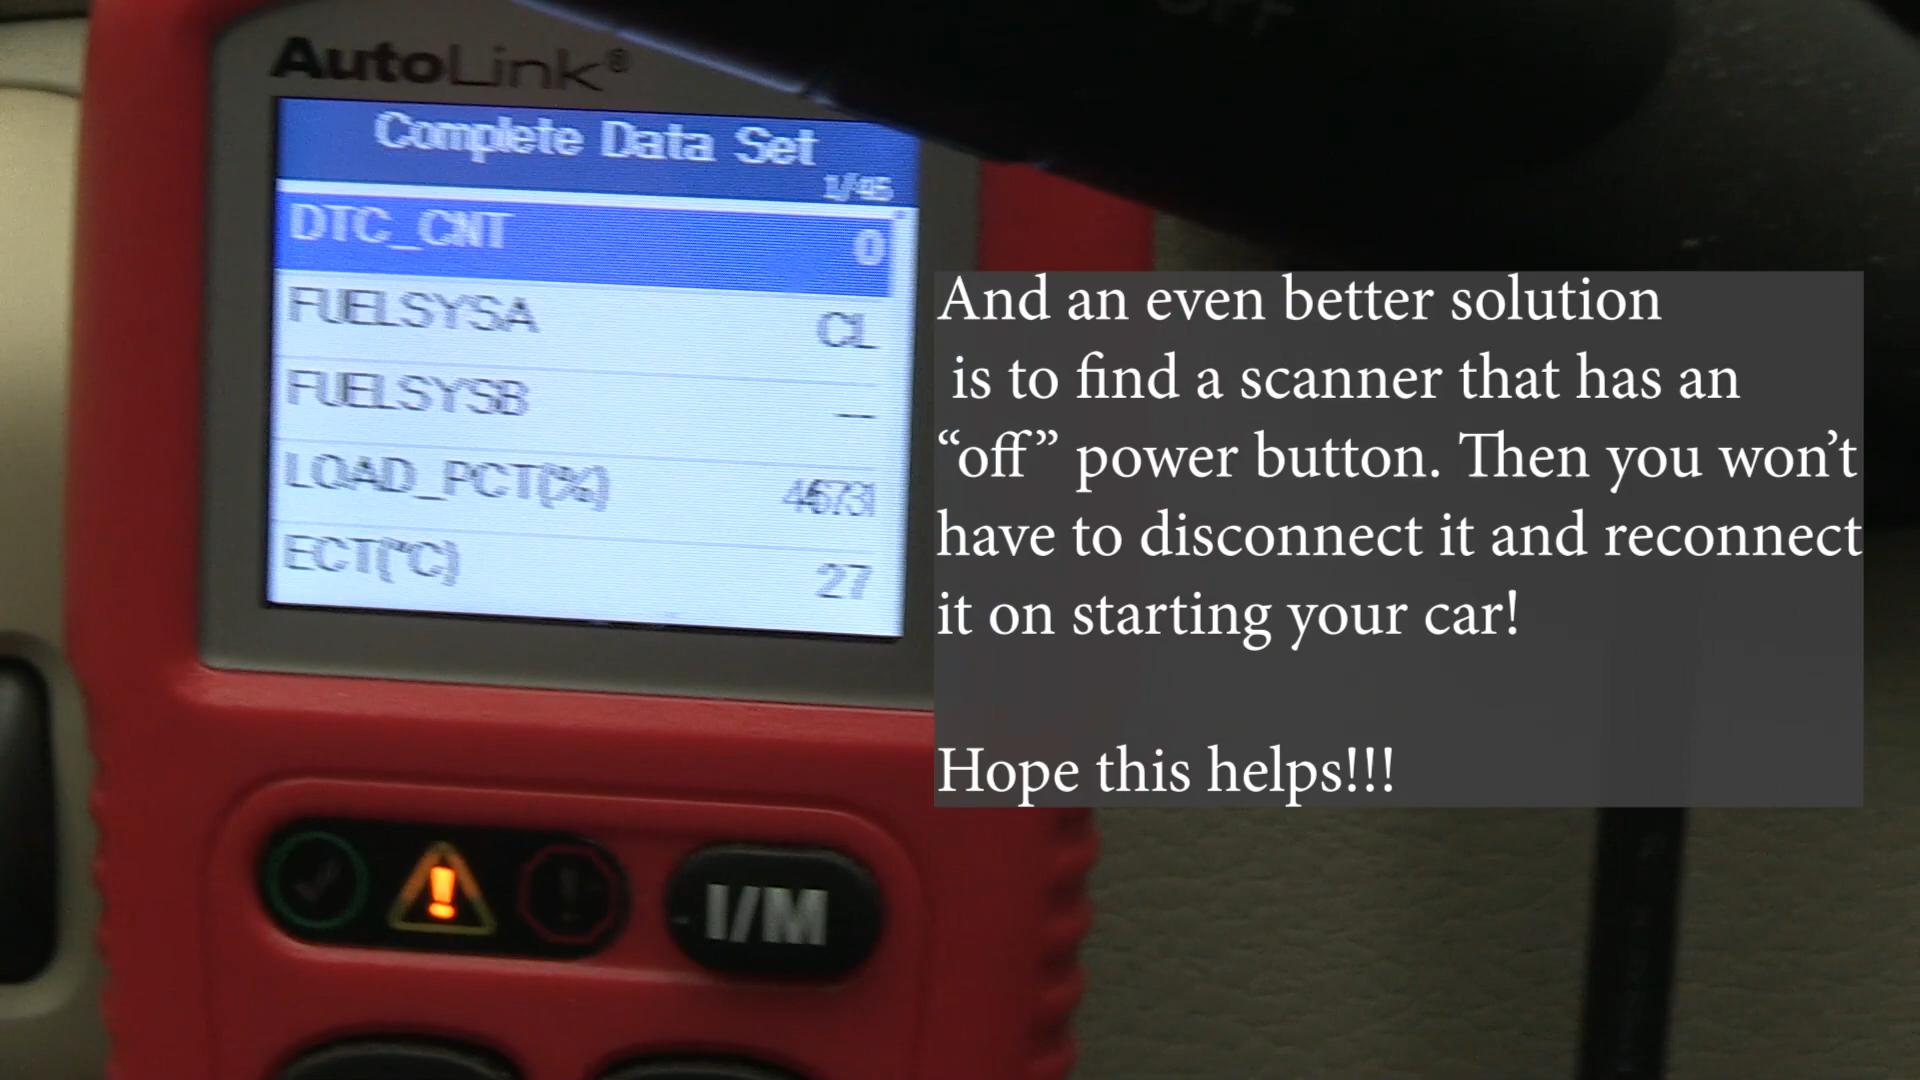 OFF
AutoLink®
Complete Data Set
1/45
DTC_CNT 0
FUELSYSA CL
FUELSYSB --
LOAD_PCT(%)
ECT(°C) 27
And an even better solution
is to find a scanner that has an
“off” power button. Then you won’t
have to disconnect it and reconnect
it on starting your car!
Hope this helps!!!
I/M